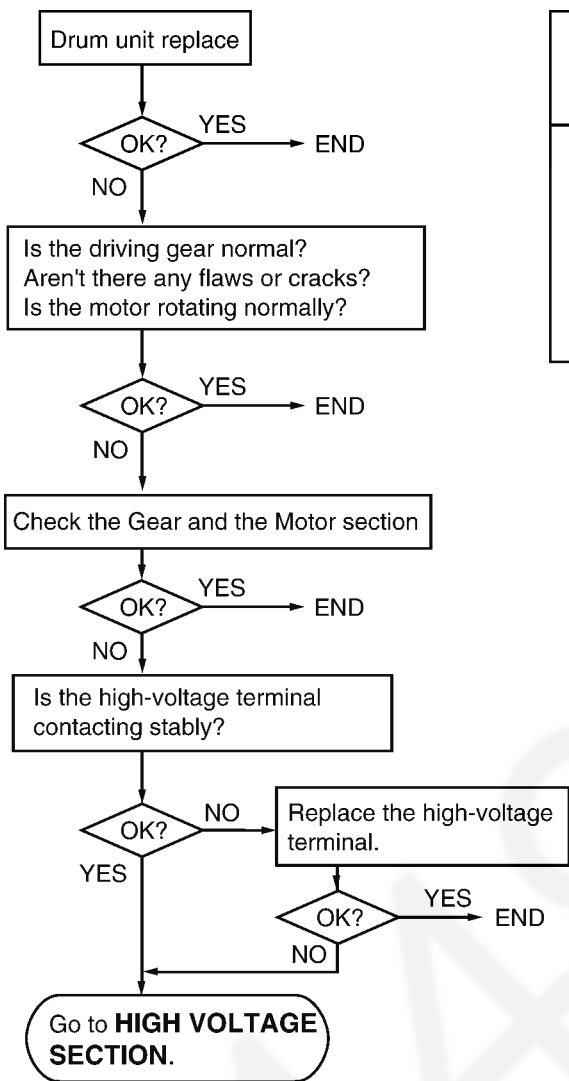 Drum unit replace
OK?
YES
END
NO
Is the driving gear normal?
Aren't there any flaws or cracks?
Is the motor rotating normally?
OK?
YES
END
NO
Check the Gear and the Motor section
OK?
YES
END
NO
Is the high-voltage terminal
contacting stably?
OK?
NO
YES
Replace the high-voltage
terminal.
OK?
YES
END
NO
Go to HIGH VOLTAGE
SECTION.